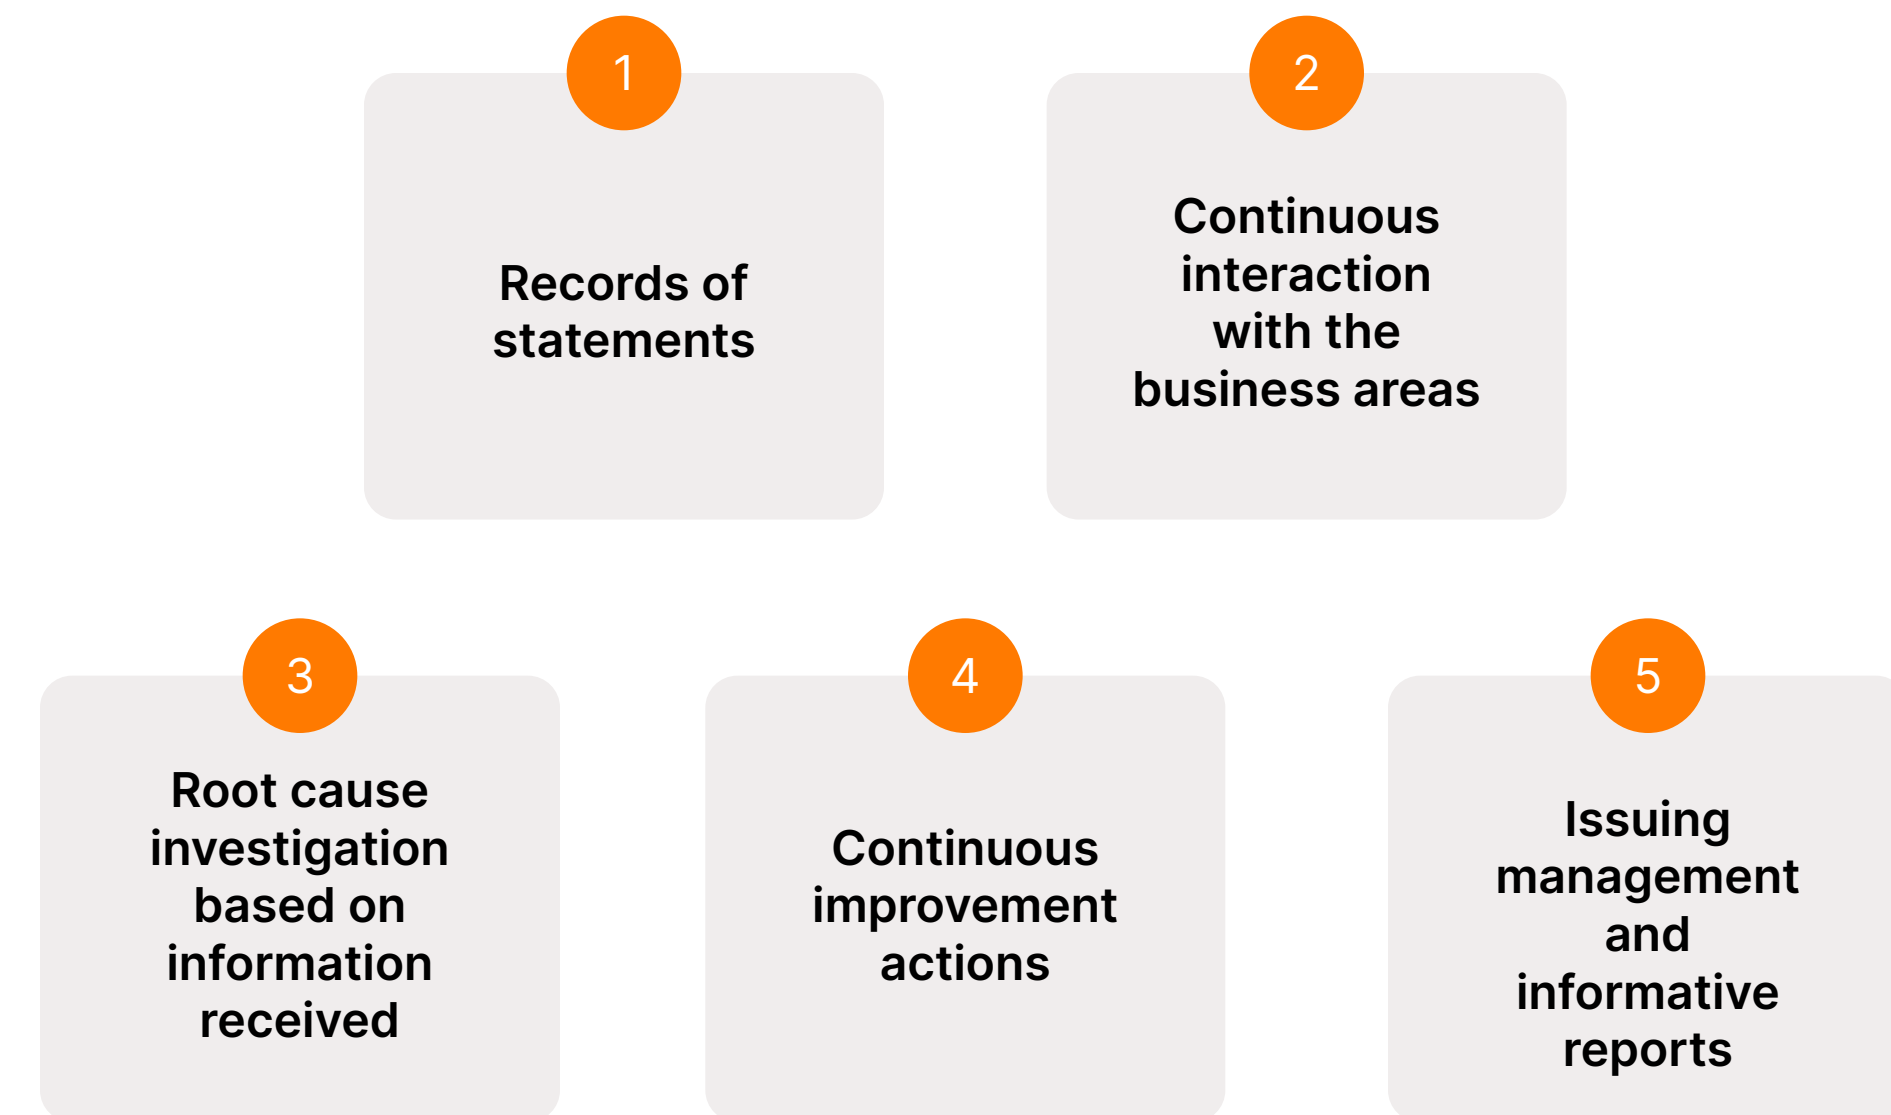 1
Records of
statements
2
Continuous
interaction
with the
business areas
3
Root cause
investigation
based on
information
received
4
Continuous
improvement
actions
5
Issuing
management
and
informative
reports